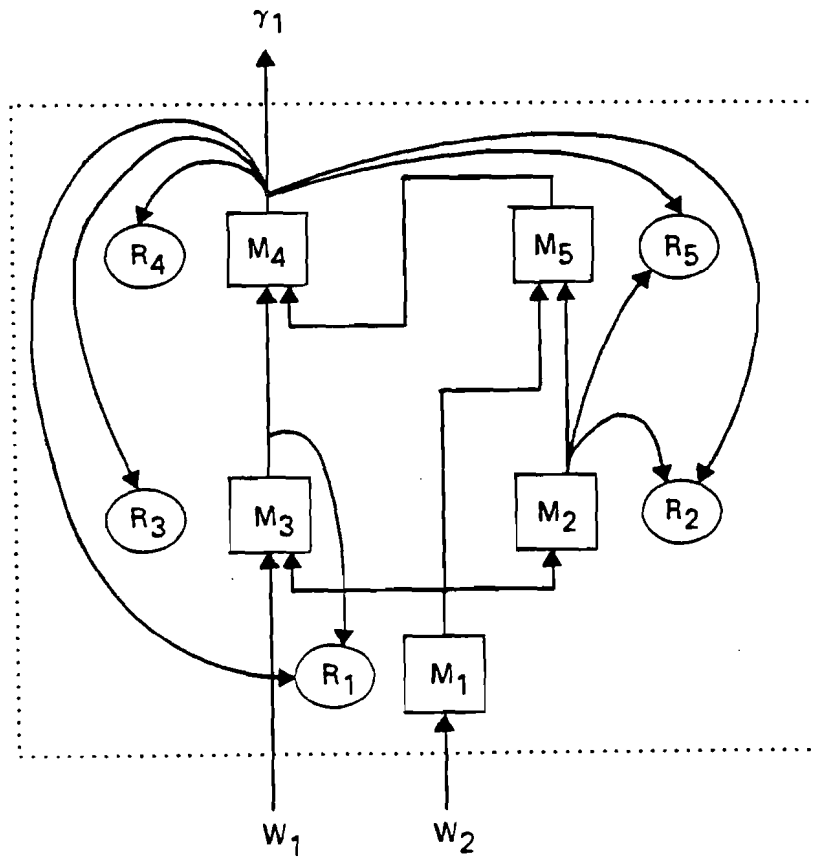 γ₁
R₄ M₄ M₅ R₅
R₃ M₃ M₂ R₂
R₁ M₁
W₁ W₂